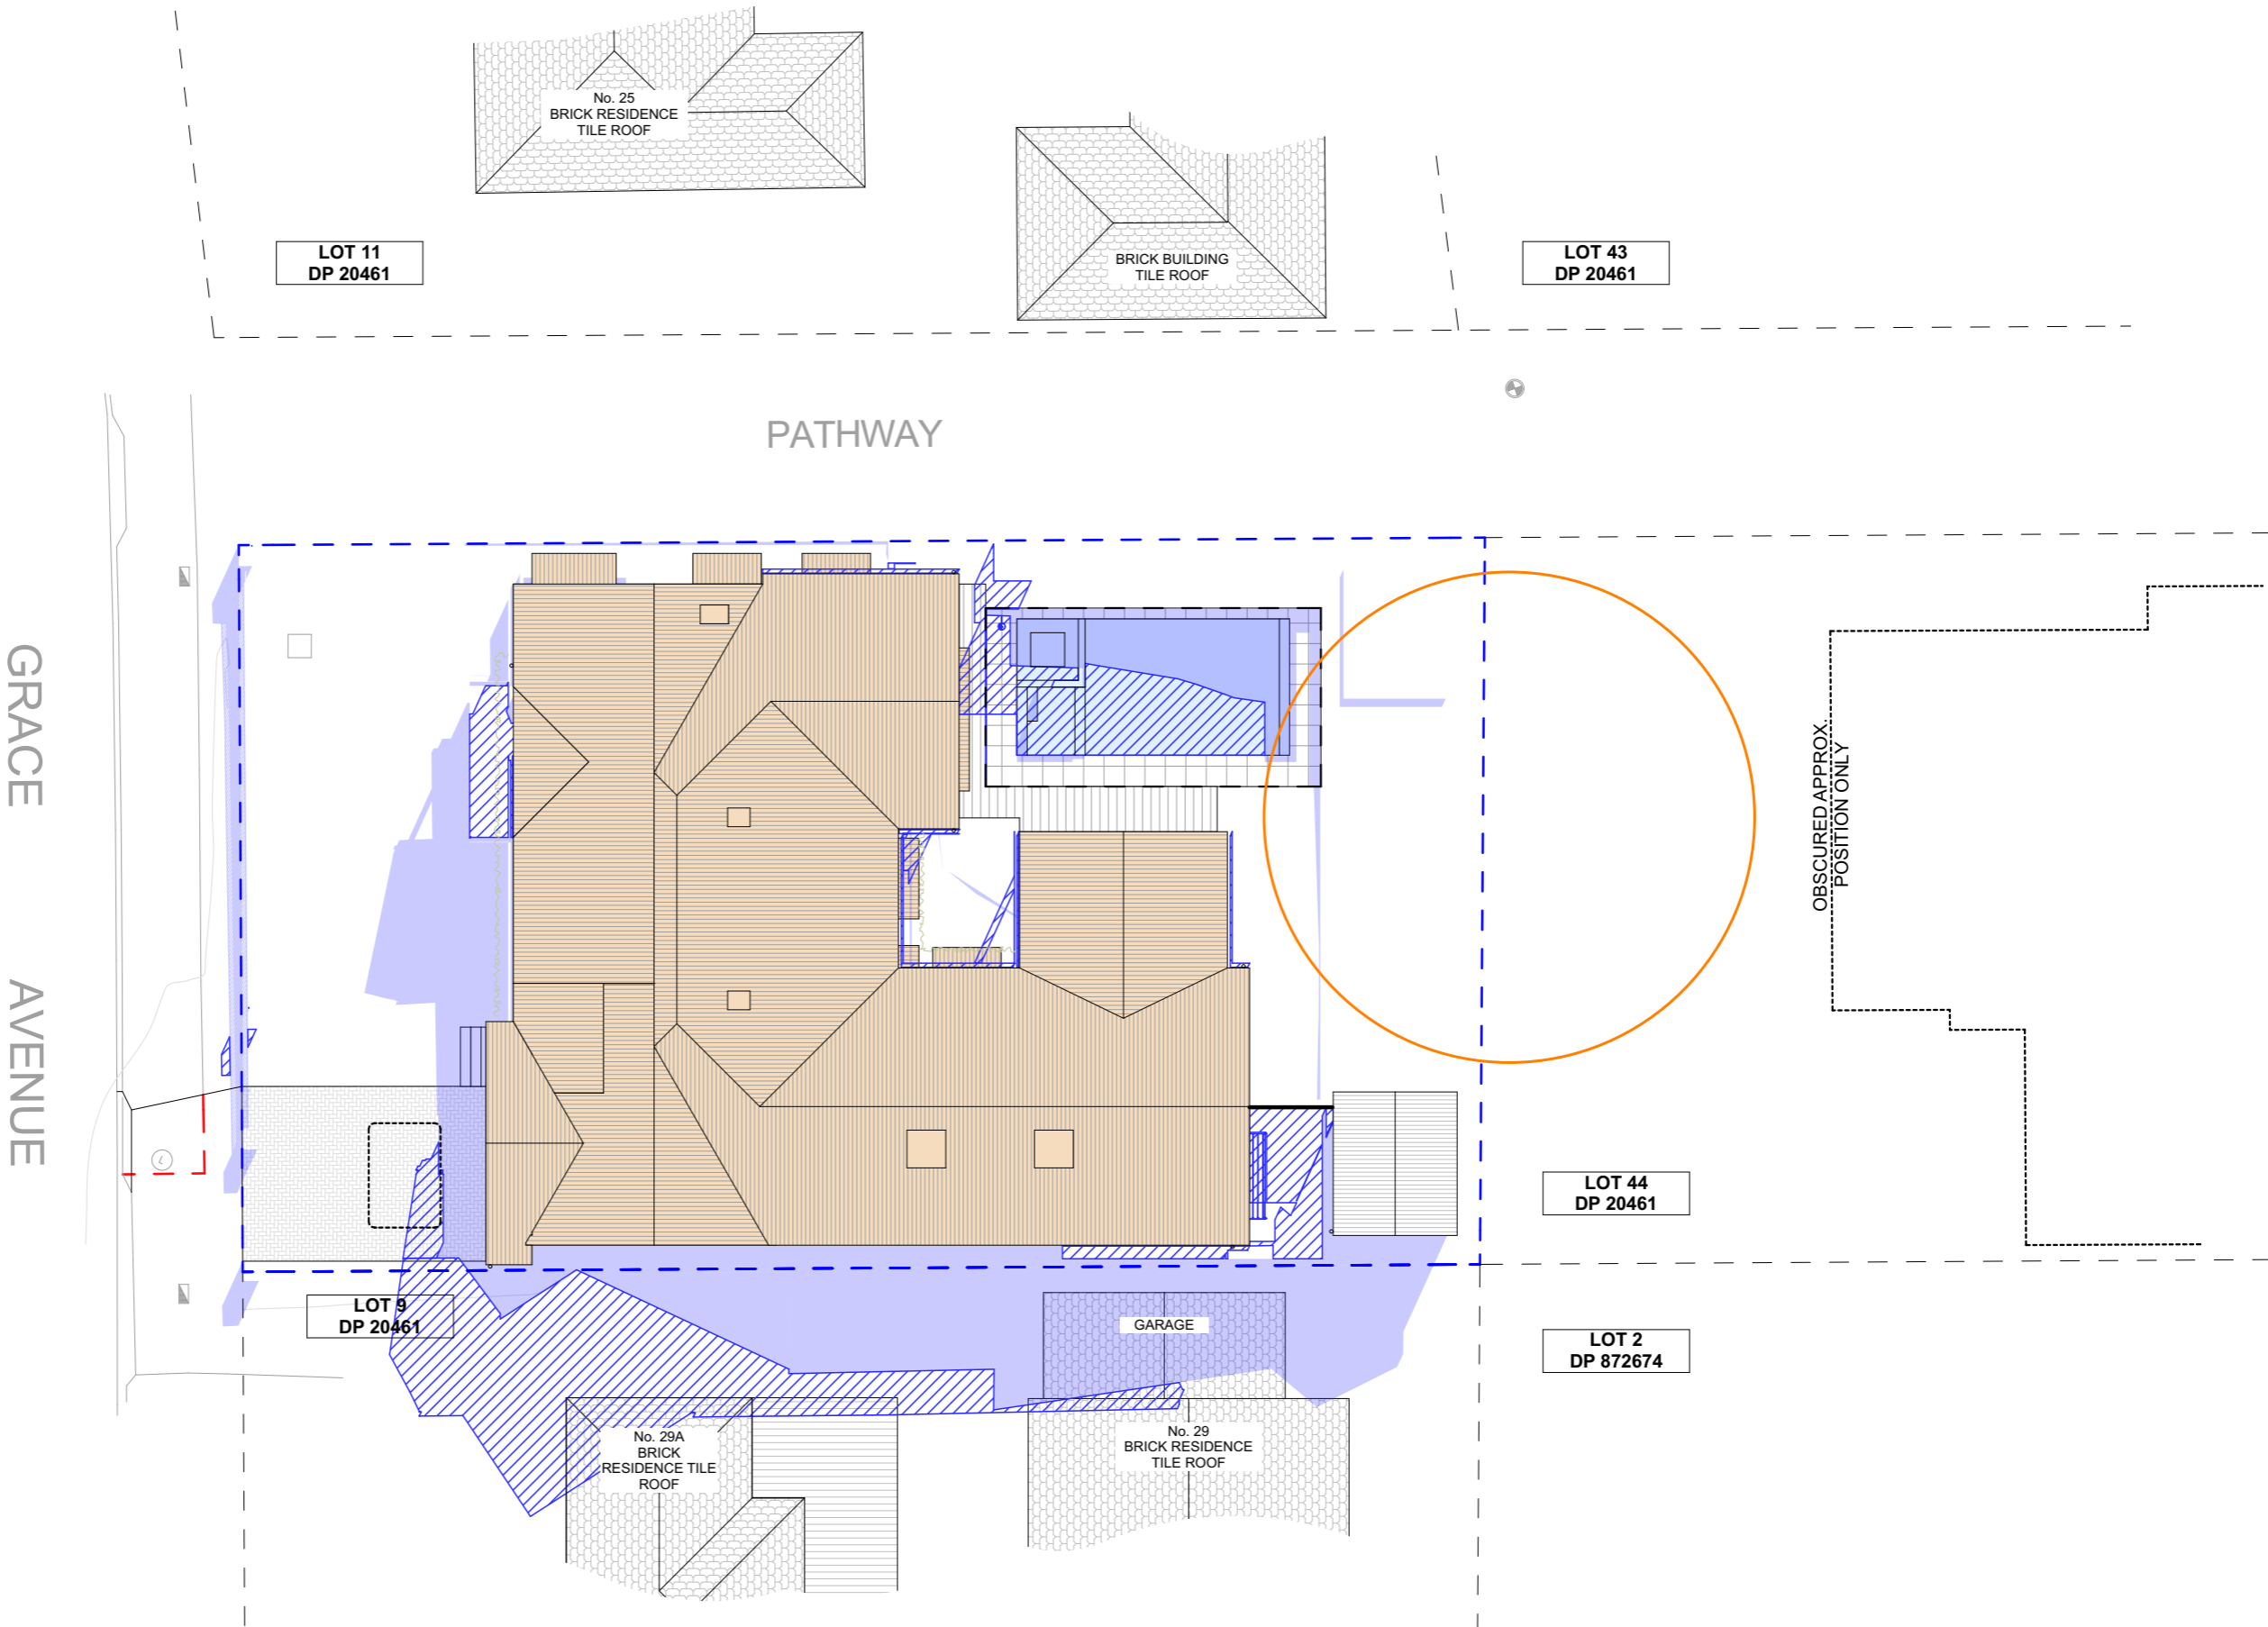 No. 25
BRICK RESIDENCE
TILE ROOF
LOT 11
DP 20461
BRICK BUILDING
TILE ROOF
LOT 43
DP 20461
PATHWAY
GRACE AVENUE
OBSCURED APPROX.
POSITION ONLY
LOT 44
DP 20461
LOT 9
DP 20461
GARAGE
LOT 2
DP 872674
No. 29A
BRICK
RESIDENCE TILE
ROOF
No. 29
BRICK RESIDENCE
TILE ROOF